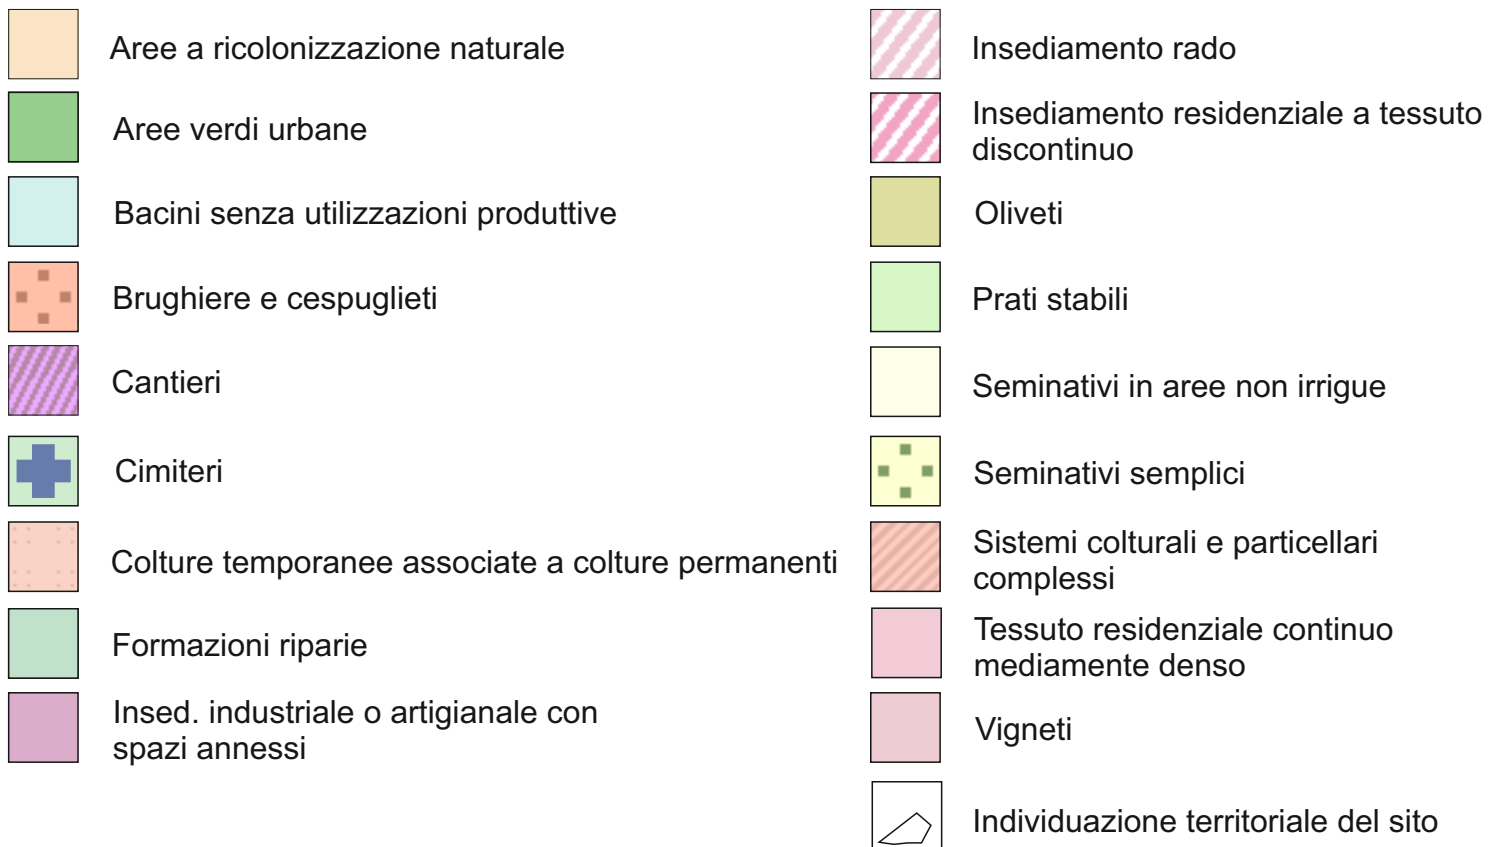 Aree a ricolonizzazione naturale
Aree verdi urbane
Bacini senza utilizzazioni produttive
Brughiere e cespuglieti
Cantieri
Cimiteri
Colture temporanee associate a colture permanenti
Formazioni riparie
Insed. industriale o artigianale con
spazi annessi
Insediamento rado
Insediamento residenziale a tessuto
discontinuo
Oliveti
Prati stabili
Seminativi in aree non irrigue
Seminativi semplici
Sistemi colturali e particellari
complessi
Tessuto residenziale continuo
mediamente denso
Vigneti
Individuazione territoriale del sito